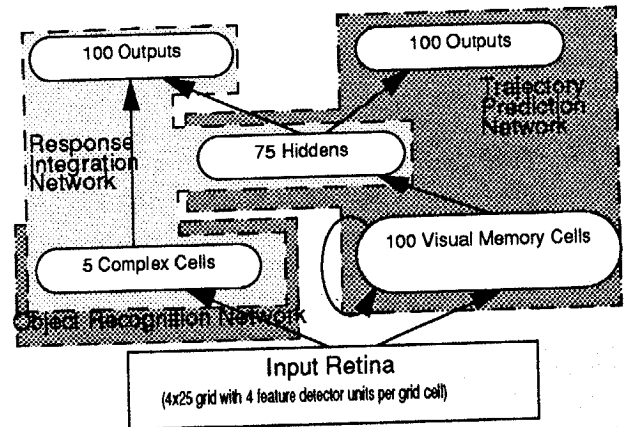 100 Outputs
100 Outputs
Trajectory
Prediction
Network
Response
Integration
Network
75 Hiddens
100 Visual Memory Cells
5 Complex Cells
Object Recognition Network
Input Retina
(4x25 grid with 4 feature detector units per grid cell)